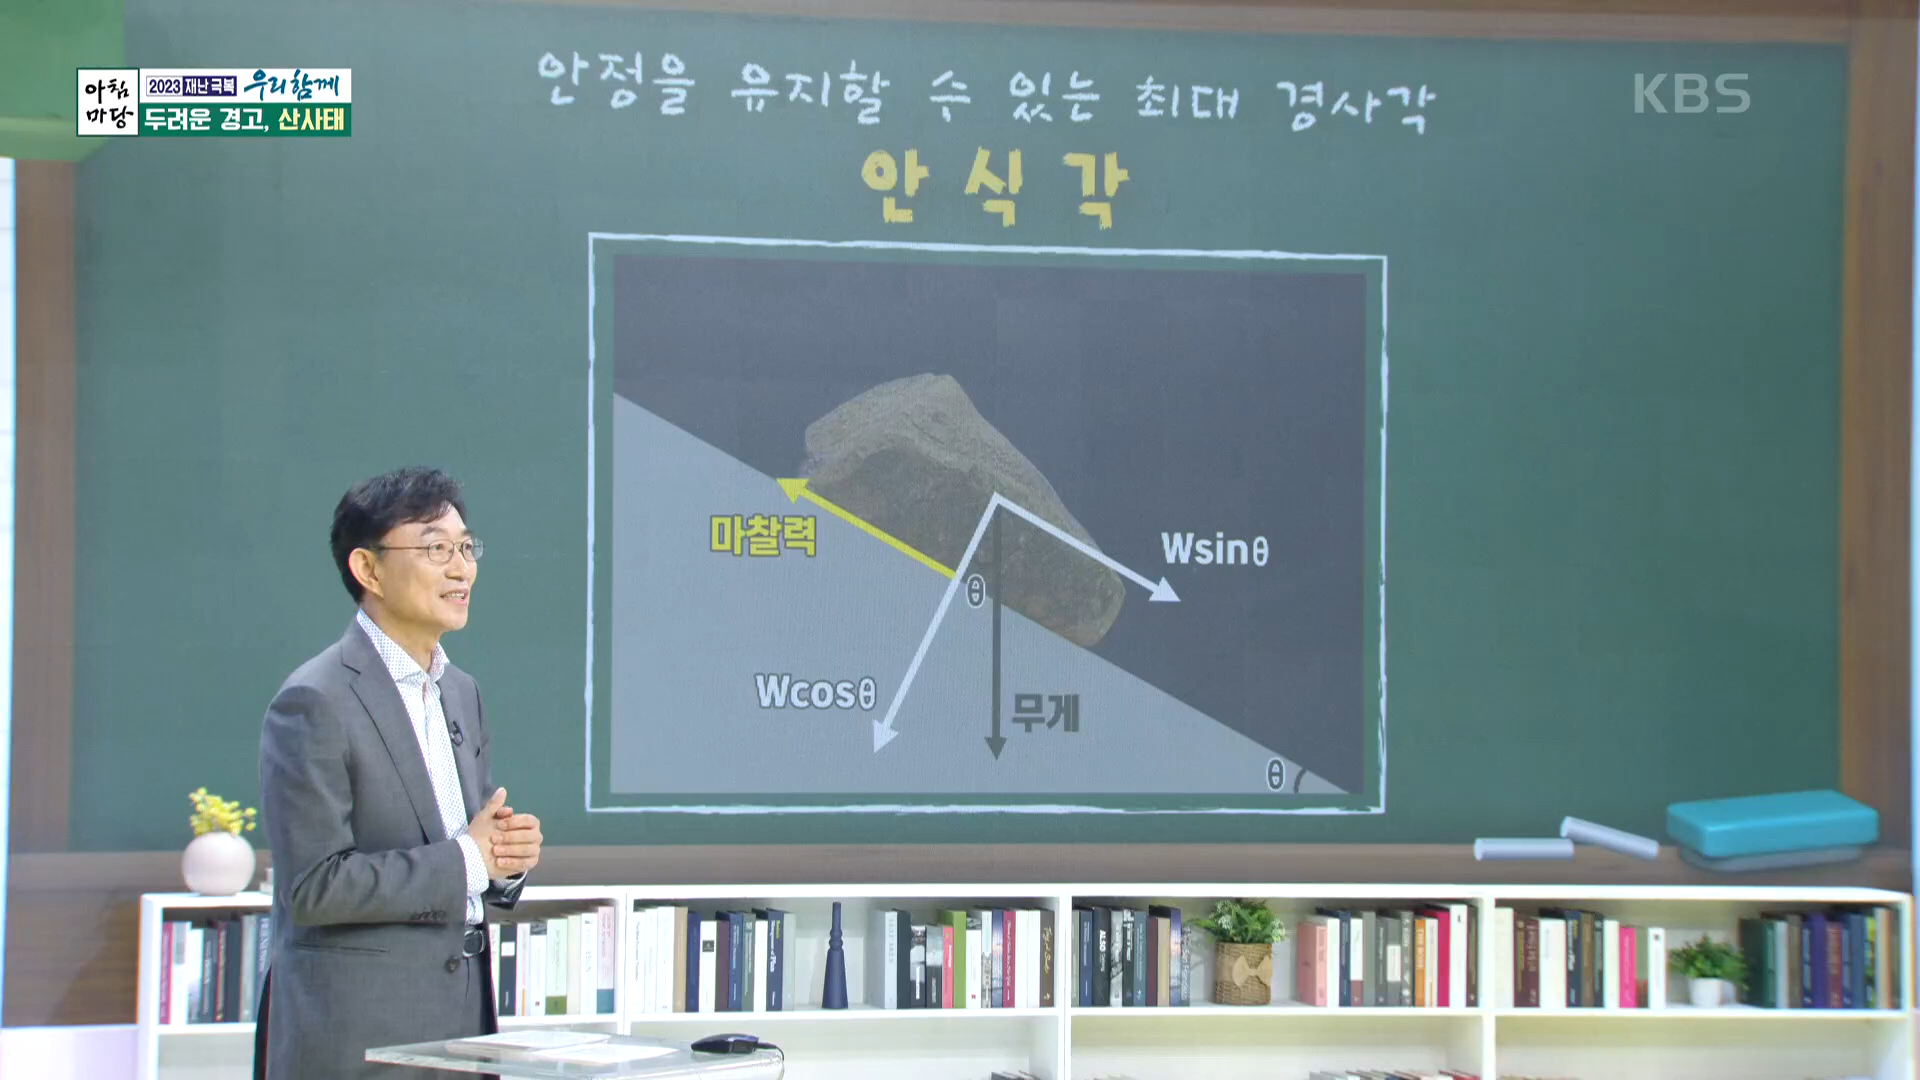 아침
마당
2023 재난 극복 우리함께
두려운 경고, 산사태
KBS
안정을 유지할 수 있는 최대 경사각
안식각
마찰력
Wsinθ
θ
Wcosθ
무게
θ